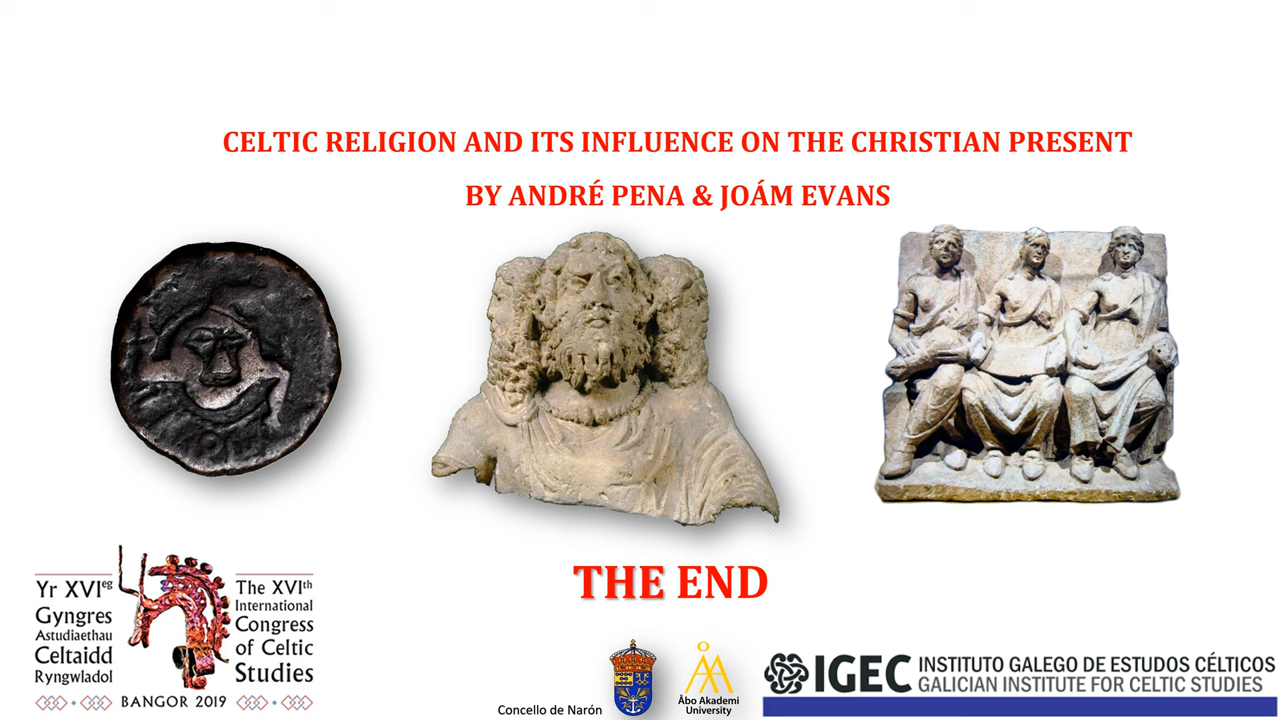 CELTIC RELIGION AND ITS INFLUENCE ON THE CHRISTIAN PRESENT
BY ANDRÉ PENA & JOÁM EVANS
THE END
Yr XVIeg
Gyngres
Astudiaethau
Celtaidd
Ryngwladol
The XVIth
International
Congress
of Celtic
Studies
BANGOR 2019
Concello de Narón
Åbo Akademi
University
IGEC
INSTITUTO GALEGO DE ESTUDOS CÉLTICOS
GALICIAN INSTITUTE FOR CELTIC STUDIES